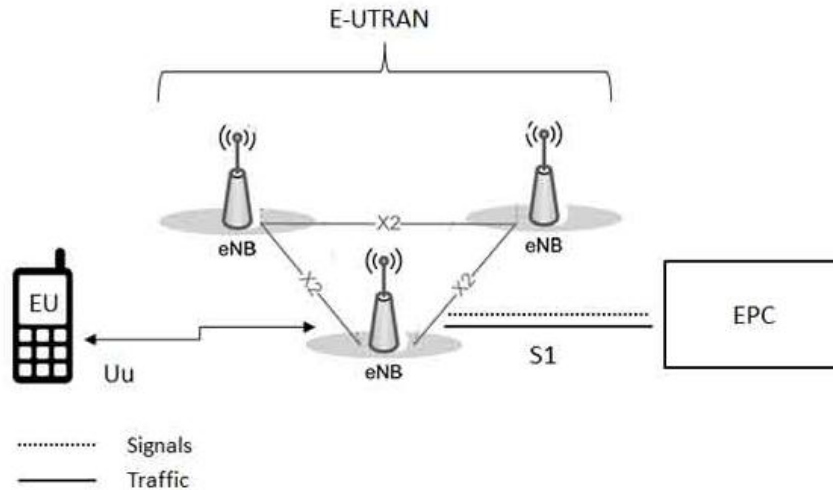 E-UTRAN
X2
eNB
eNB
X2
X2
EU
EPC
Uu
eNB
S1
Signals
Traffic